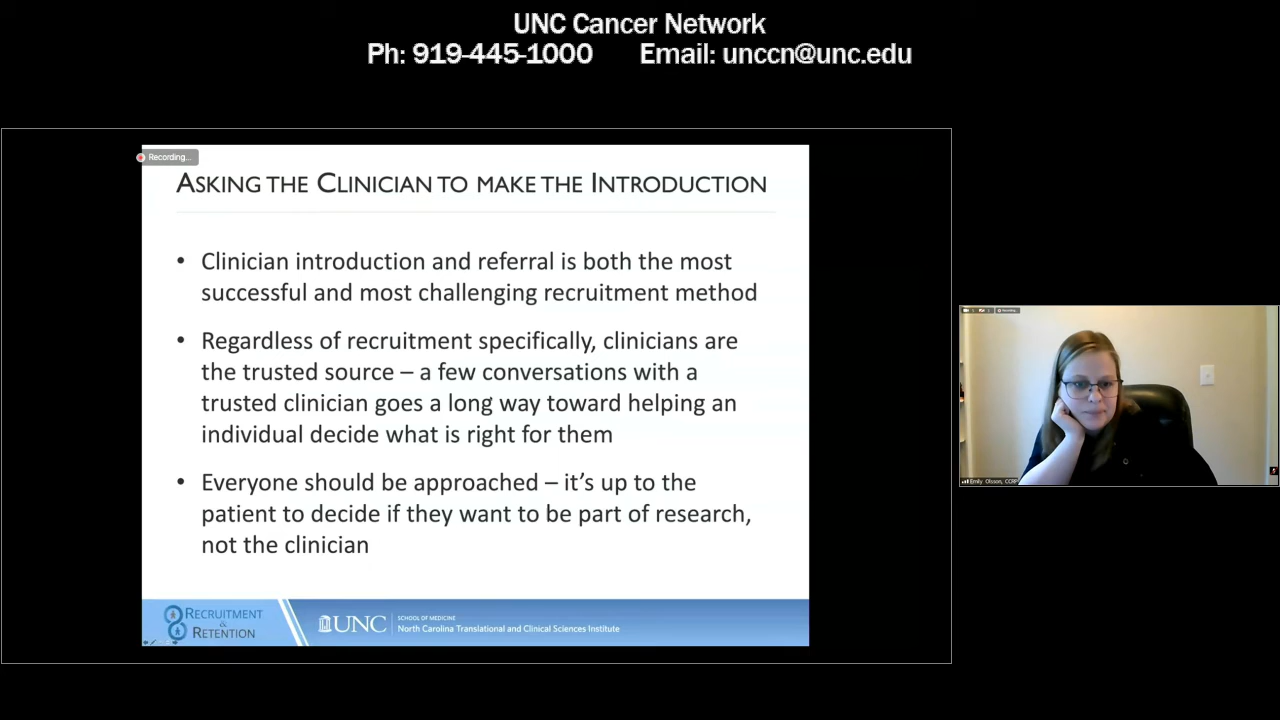 UNC Cancer Network
Ph: 919-445-1000 Email: unccn@unc.edu
Recording...
ASKING THE CLINICIAN TO MAKE THE INTRODUCTION
• Clinician introduction and referral is both the most
successful and most challenging recruitment method
• Regardless of recruitment specifically, clinicians are
the trusted source – a few conversations with a
trusted clinician goes a long way toward helping an
individual decide what is right for them
• Everyone should be approached – it’s up to the
patient to decide if they want to be part of research,
not the clinician
RECRUITMENT
&
RETENTION
UNC
SCHOOL OF MEDICINE
North Carolina Translational and Clinical Sciences Institute
Recording...
Emily Olsson, CCRP